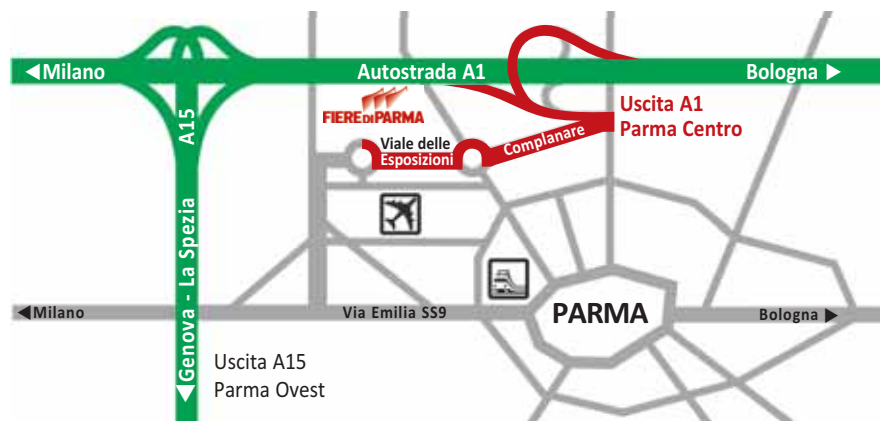 ◀Milano
Autostrada A1
Bologna ▶
A15
FIERE DI PARMA
Uscita A1
Parma Centro
Viale delle
Esposizioni
Complanare
Genova - La Spezia
◀Milano
Via Emilia SS9
PARMA
Bologna ▶
Uscita A15
Parma Ovest